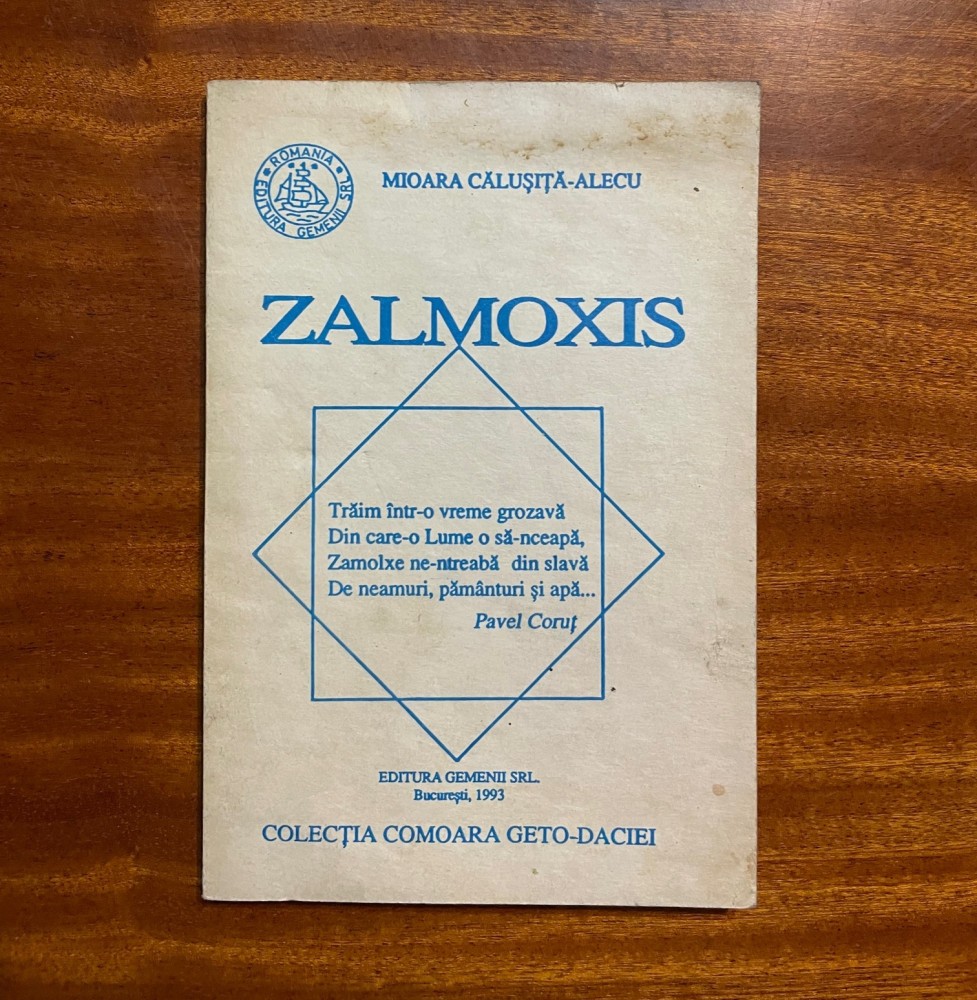 ROMANIA
EDITURA GEMENII SRL
MIOARA CĂLUȘIȚĂ-ALECU
ZALMOXIS
Trăim într-o vreme grozavă
Din care-o Lume o să-nceapă,
Zamolxe ne-ntreabă din slavă
De neamuri, pământuri și apă...
Pavel Coruț
EDITURA GEMENII SRL.
București, 1993
COLECȚIA COMOARA GETO-DACIEI